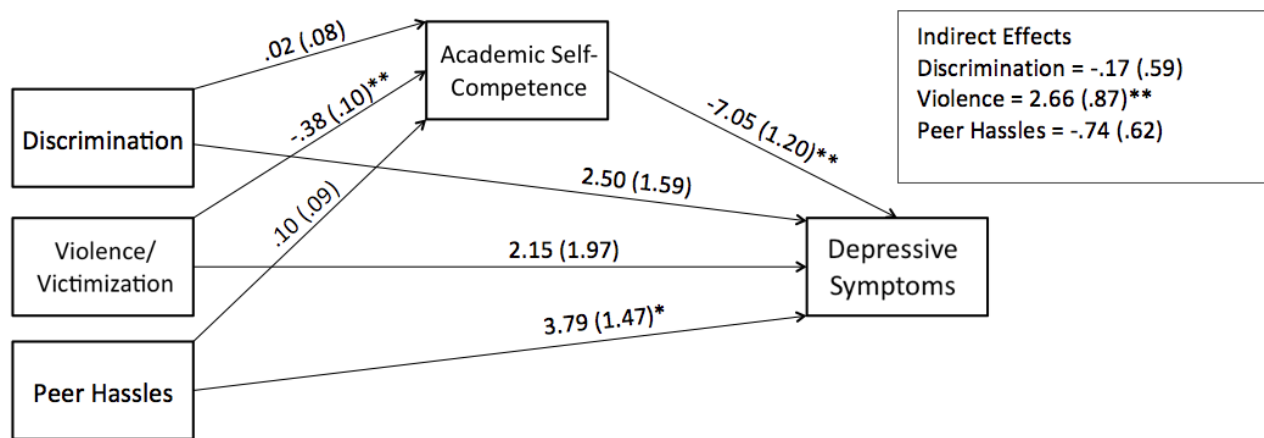 .02 (.08)
Academic Self-
Competence
Indirect Effects
Discrimination = -.17 (.59)
Violence = 2.66 (.87)**
Peer Hassles = -.74 (.62)
-.38 (.10)**
-7.05 (1.20)**
Discrimination
2.50 (1.59)
.10 (.09)
Violence/
Victimization
2.15 (1.97)
Depressive
Symptoms
3.79 (1.47)*
Peer Hassles